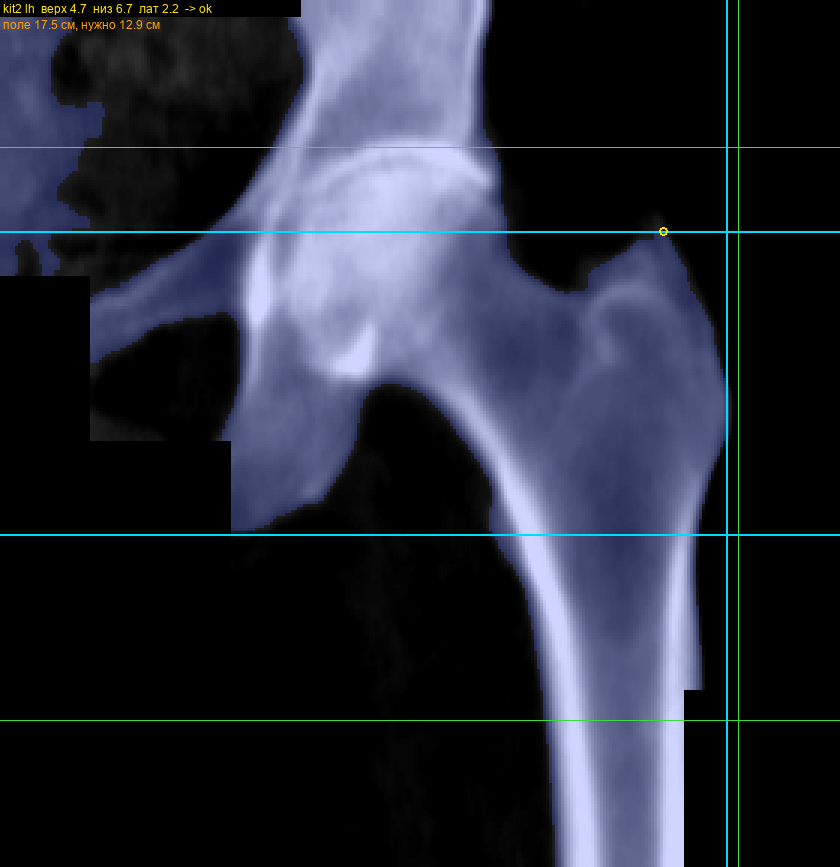 kit2 lh верх 4.7 низ 6.7 лат 2.2 -> ok
поле 17.5 см, нужно 12.9 см